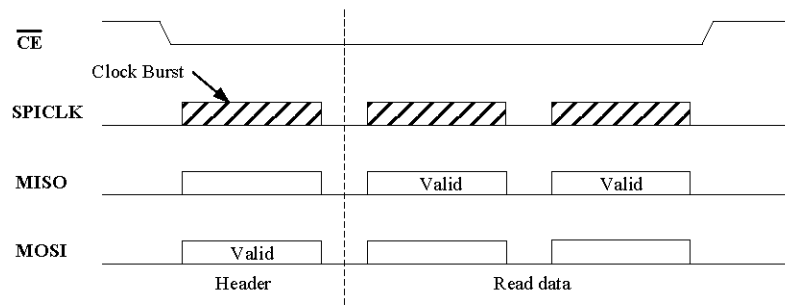 CE
Clock Burst
SPICLK
MISO
Valid
Valid
MOSI
Valid
Header
Read data